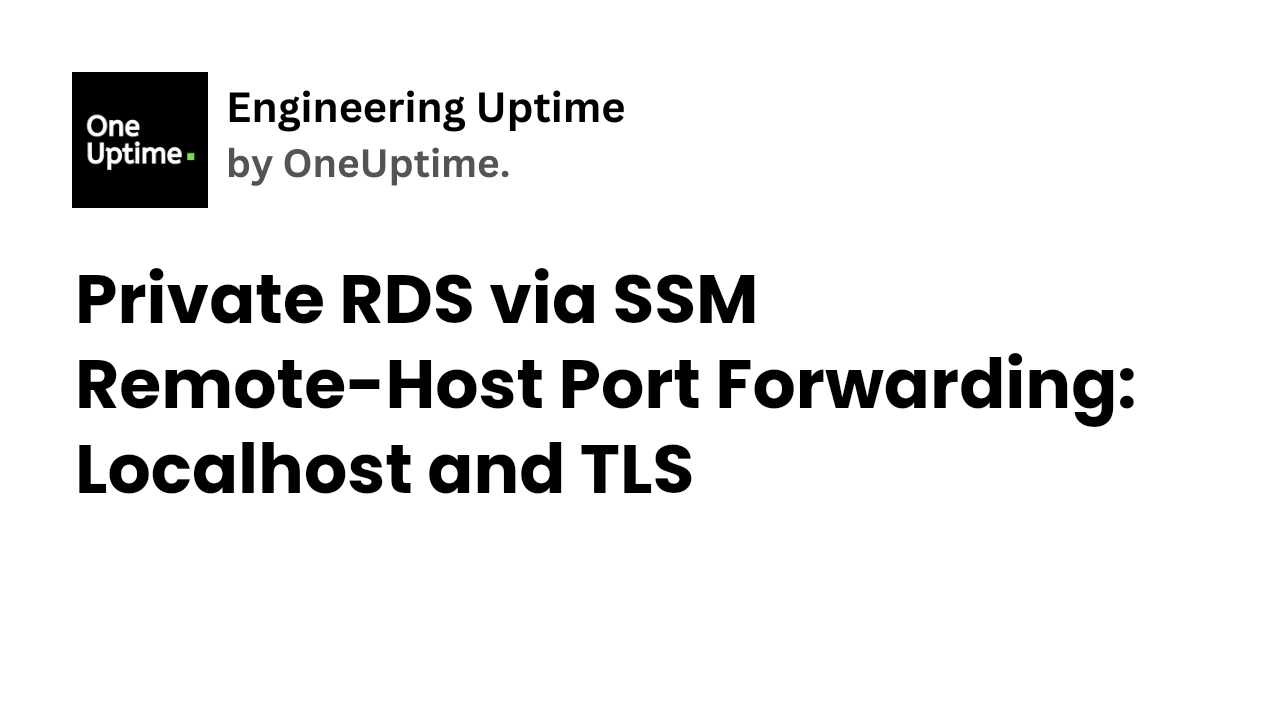 One
Uptime.
Engineering Uptime
by OneUptime.
Private RDS via SSM
Remote-Host Port Forwarding:
Localhost and TLS